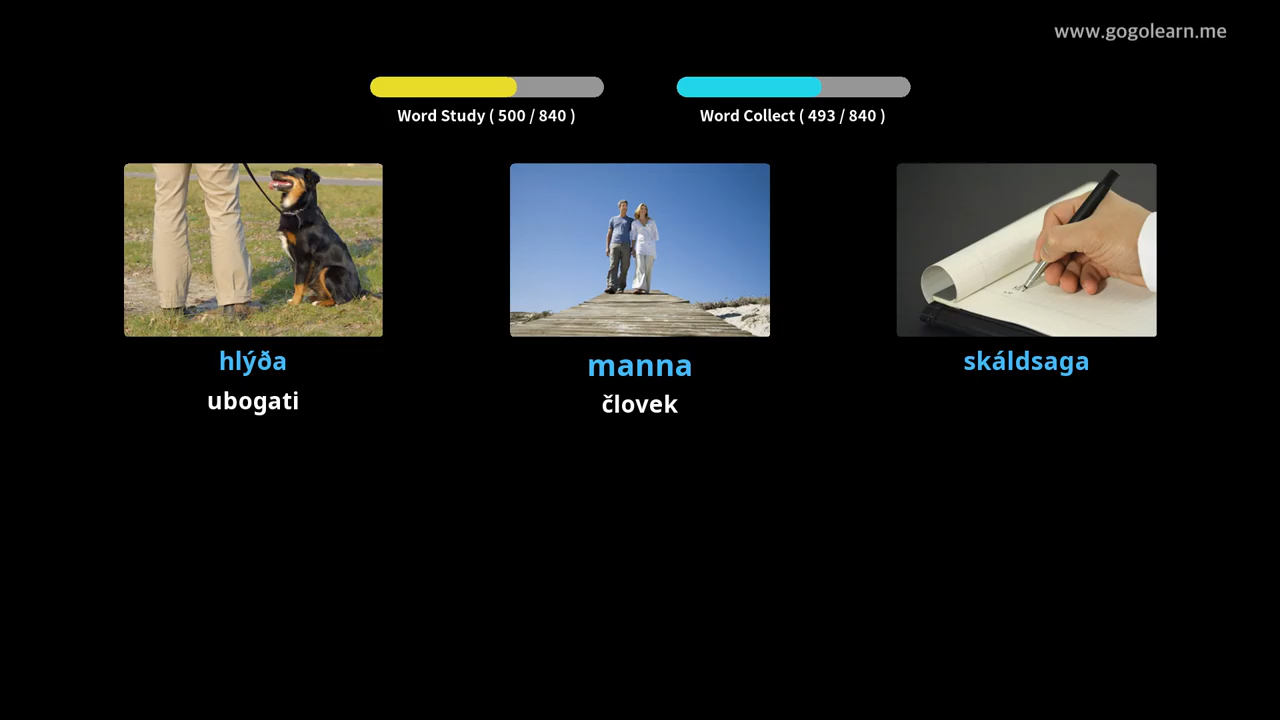 www.gogolearn.me
Word Study ( 500 / 840 )
Word Collect ( 493 / 840 )
hlýða
ubogati
manna
človek
skáldsaga